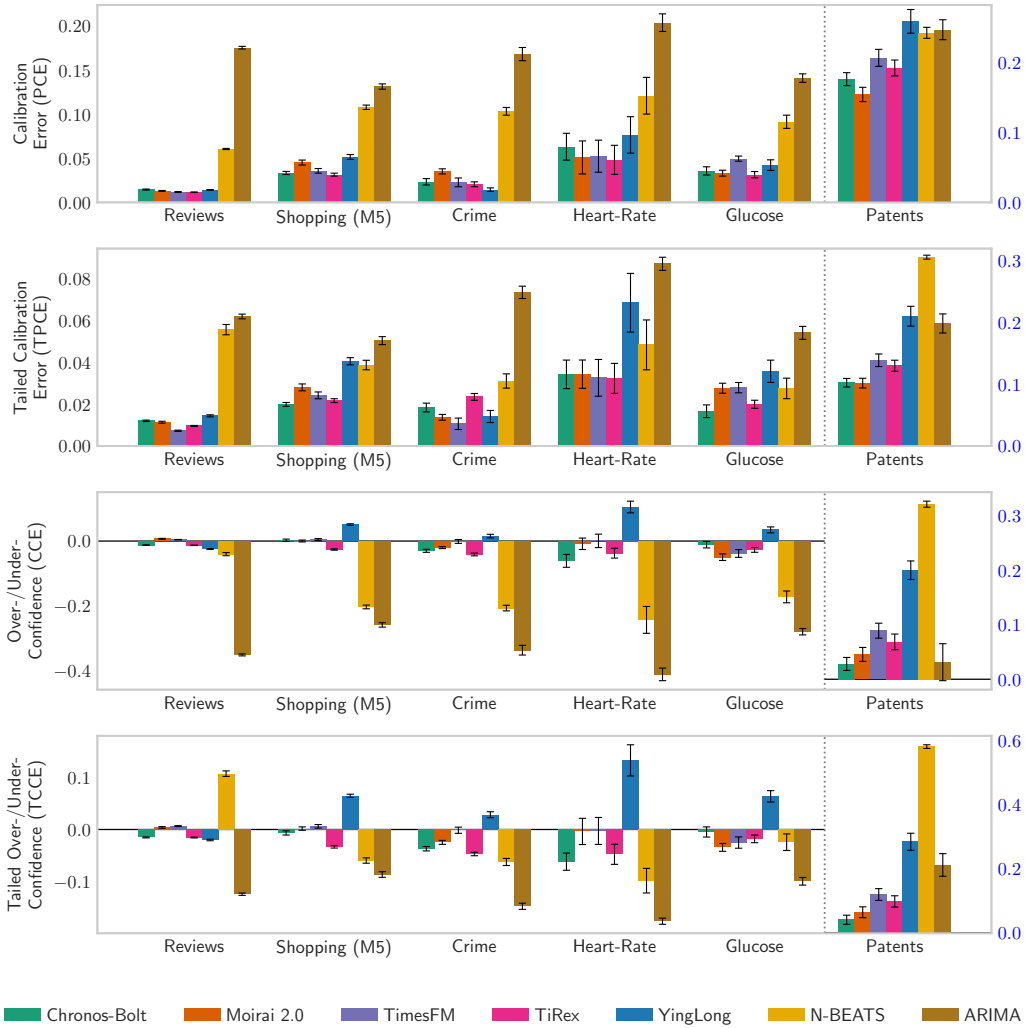 Calibration
Error (PCE)
0.20
0.15
0.10
0.05
0.00
0.2
0.1
0.0
Reviews Shopping (M5) Crime Heart-Rate Glucose Patents
Tailed Calibration
Error (TPCE)
0.08
0.06
0.04
0.02
0.00
0.3
0.2
0.1
0.0
Reviews Shopping (M5) Crime Heart-Rate Glucose Patents
Over-/Under-
Confidence (CCE)
0.0
−0.2
−0.4
0.3
0.2
0.1
0.0
Reviews Shopping (M5) Crime Heart-Rate Glucose Patents
Tailed Over-/Under-
Confidence (TCCE)
0.1
0.0
−0.1
0.6
0.4
0.2
0.0
Reviews Shopping (M5) Crime Heart-Rate Glucose Patents
Chronos-Bolt Moirai 2.0 TimesFM TiRex YingLong N-BEATS ARIMA